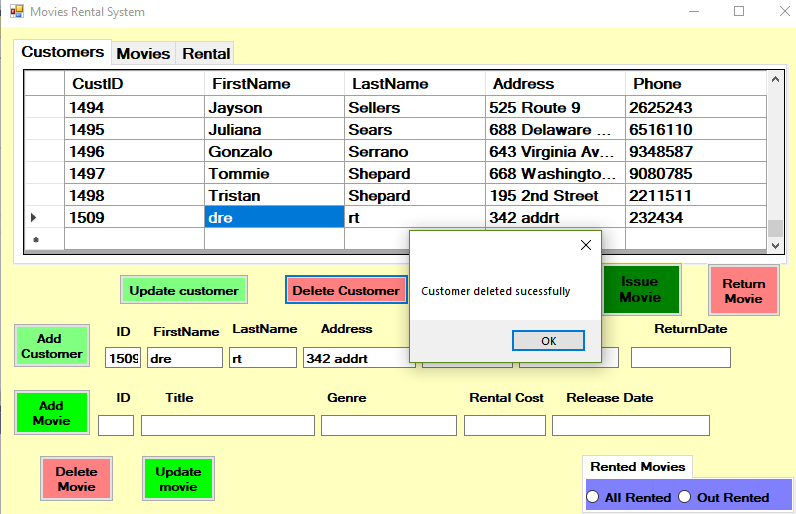 Movies Rental System
Customers Movies Rental
CustID FirstName LastName Address Phone
1494 Jayson Sellers 525 Route 9 2625243
1495 Juliana Sears 688 Delaware ... 6516110
1496 Gonzalo Serrano 643 Virginia Av... 9348587
1497 Tommie Shepard 668 Washingto... 9080785
1498 Tristan Shepard 195 2nd Street 2211511
1509 dre rt 342 addrt 232434
Customer deleted sucessfully
OK
Update customer Delete Customer
Issue Movie
Return Movie
Add Customer
ID FirstName LastName Address ReturnDate
1509 dre rt 342 addrt
Add Movie
ID Title Genre Rental Cost Release Date
Delete Movie
Update movie
Rented Movies
All Rented Out Rented